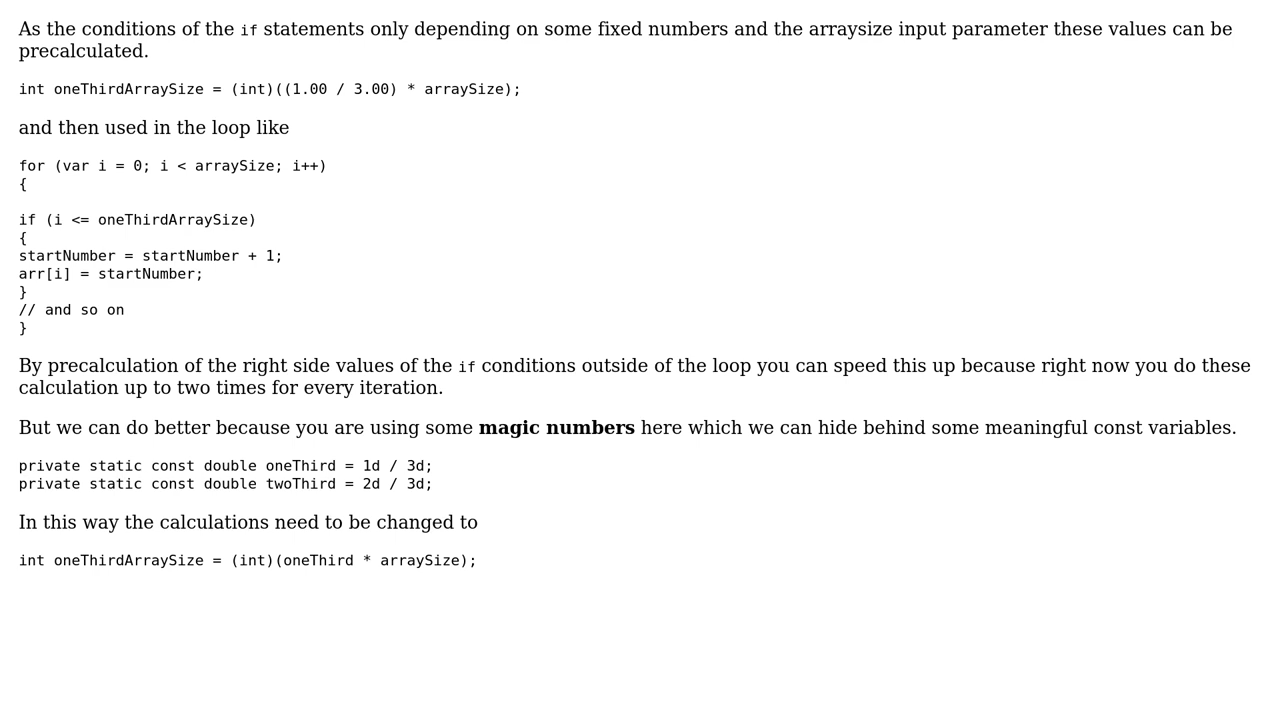 As the conditions of the if statements only depending on some fixed numbers and the arraysize input parameter these values can be
precalculated.
int oneThirdArraySize = (int)((1.00 / 3.00) * arraySize);
and then used in the loop like
for (var i = 0; i < arraySize; i++)
{
if (i <= oneThirdArraySize)
{
startNumber = startNumber + 1;
arr[i] = startNumber;
}
// and so on
}
By precalculation of the right side values of the if conditions outside of the loop you can speed this up because right now you do these
calculation up to two times for every iteration.
But we can do better because you are using some magic numbers here which we can hide behind some meaningful const variables.
private static const double oneThird = 1d / 3d;
private static const double twoThird = 2d / 3d;
In this way the calculations need to be changed to
int oneThirdArraySize = (int)(oneThird * arraySize);